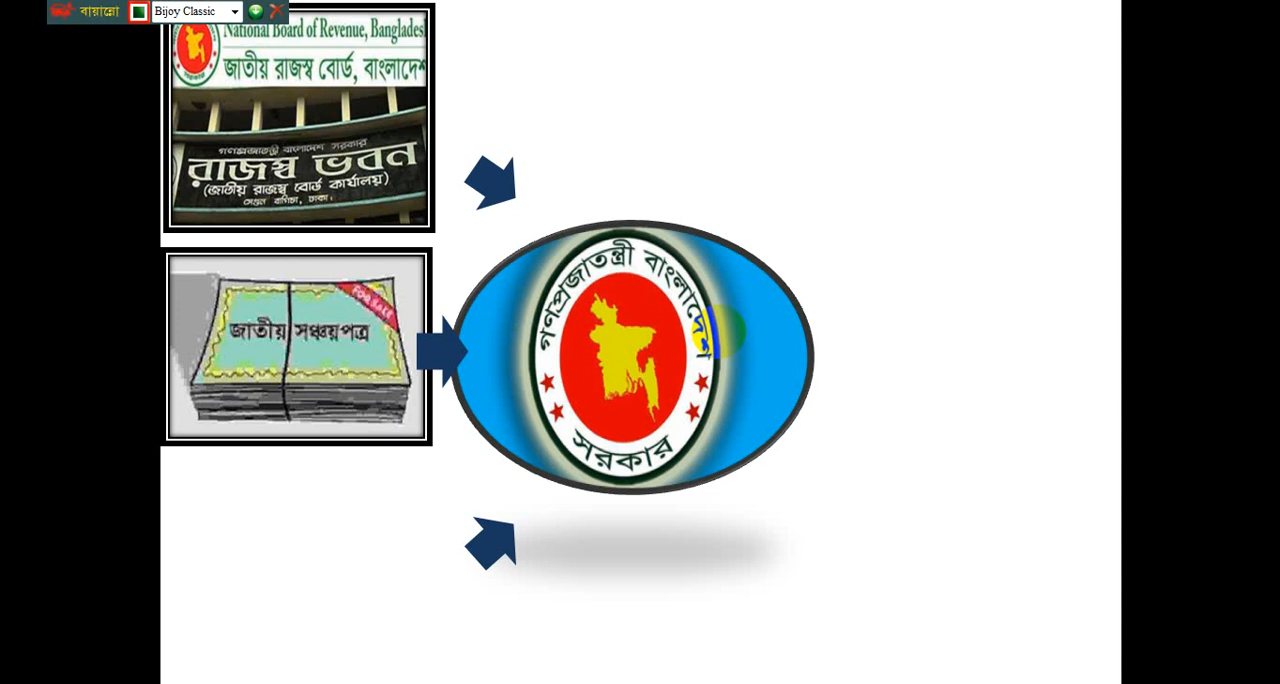 বায়ান্নো
Bijoy Classic
National Board of Revenue, Banglades
জাতীয় রাজস্ব বোর্ড, বাংলাদেশ
সরকার
গণপ্রজাতন্ত্রী বাংলাদেশ সরকার
রাজস্ব ভবন
(জাতীয় রাজস্ব বোর্ড কার্যালয়)
সেগুন বাগিচা, ঢাকা।
FOR SALE
জাতীয় সঞ্চয়পত্র
গণপ্রজাতন্ত্রী বাংলাদেশ
সরকার